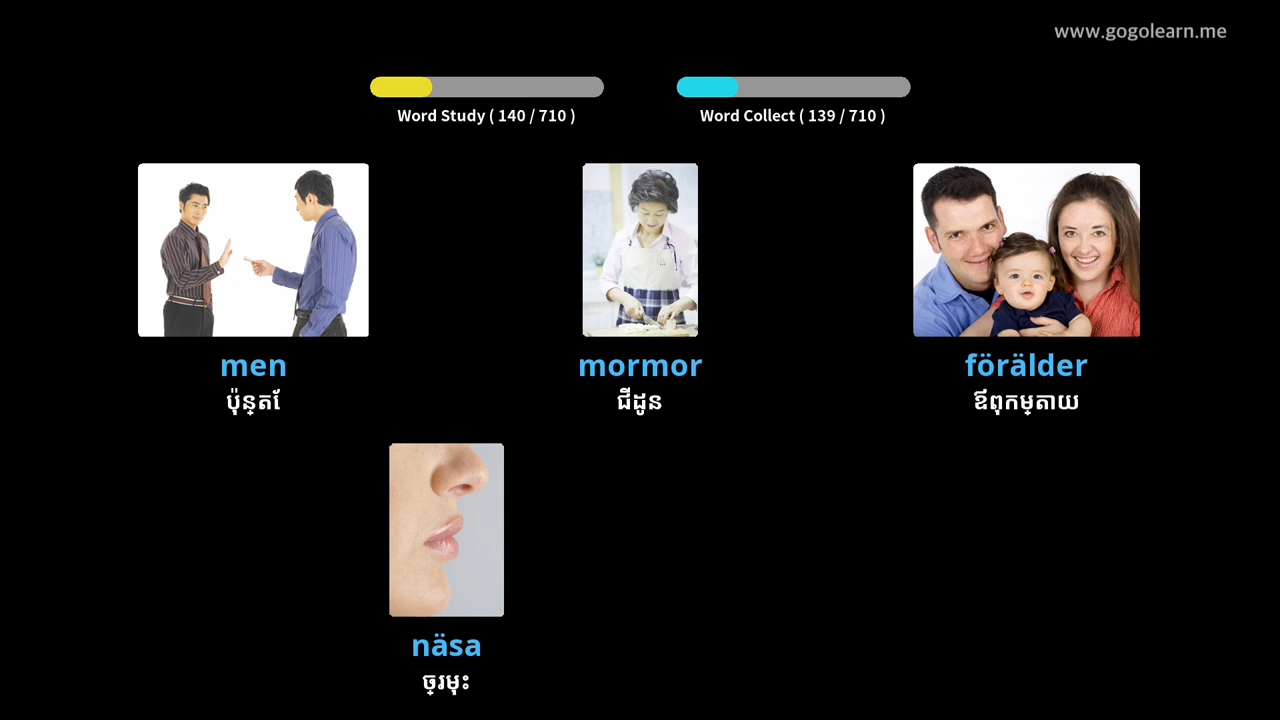 www.gogolearn.me
Word Study ( 140 / 710 )
Word Collect ( 139 / 710 )
men
ប៉ុន្តែ
mormor
ជីដូន
förälder
ឪពុកម្តាយ
näsa
ច្រមុះ